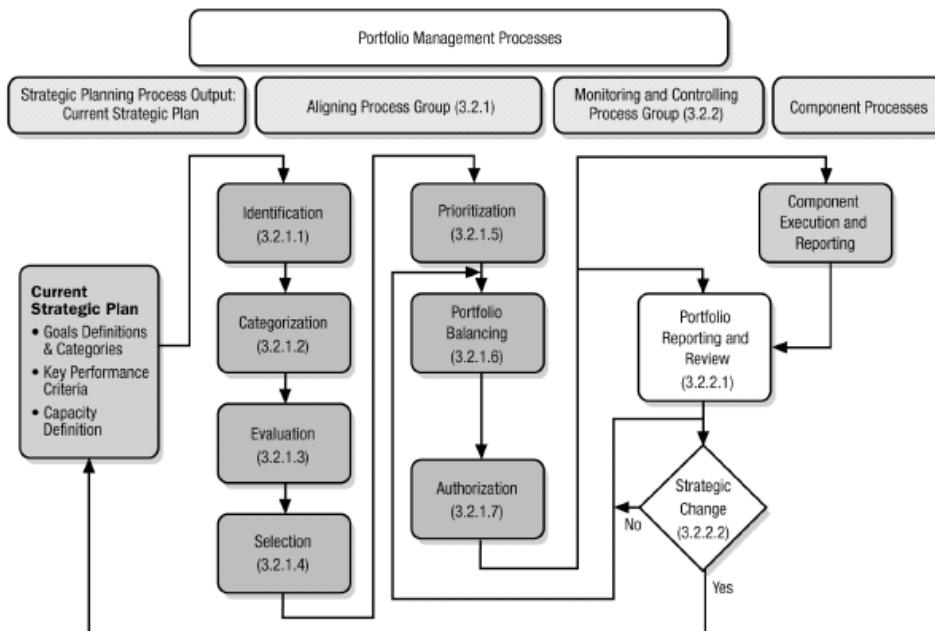 Portfolio Management Processes
Strategic Planning Process Output:
Current Strategic Plan
Aligning Process Group (3.2.1)
Monitoring and Controlling
Process Group (3.2.2)
Component Processes
Identification
(3.2.1.1)
Prioritization
(3.2.1.5)
Component
Execution and
Reporting
Current
Strategic Plan
• Goals Definitions
& Categories
• Key Performance
Criteria
• Capacity
Definition
Categorization
(3.2.1.2)
Portfolio
Balancing
(3.2.1.6)
Portfolio
Reporting and
Review
(3.2.2.1)
Evaluation
(3.2.1.3)
Authorization
(3.2.1.7)
Strategic
Change
(3.2.2.2)
No
Selection
(3.2.1.4)
Yes